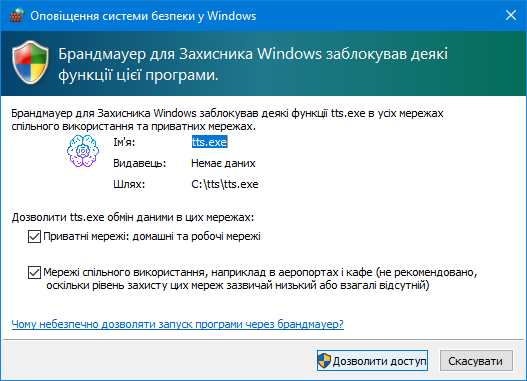 Оповіщення системи безпеки у Windows
Брандмауер для Захисника Windows заблокував деякі
функції цієї програми.
Брандмауер для Захисника Windows заблокував деякі функції tts.exe в усіх мережах
спільного використання та приватних мережах.
Ім'я: tts.exe
Видавець: Немає даних
Шлях: C:\tts\tts.exe
Дозволити tts.exe обмін даними в цих мережах:
Приватні мережі: домашні та робочі мережі
Мережі спільного використання, наприклад в аеропортах і кафе (не рекомендовано,
оскільки рівень захисту цих мереж зазвичай низький або взагалі відсутній)
Чому небезпечно дозволяти запуск програми через брандмауер?
Дозволити доступ Скасувати